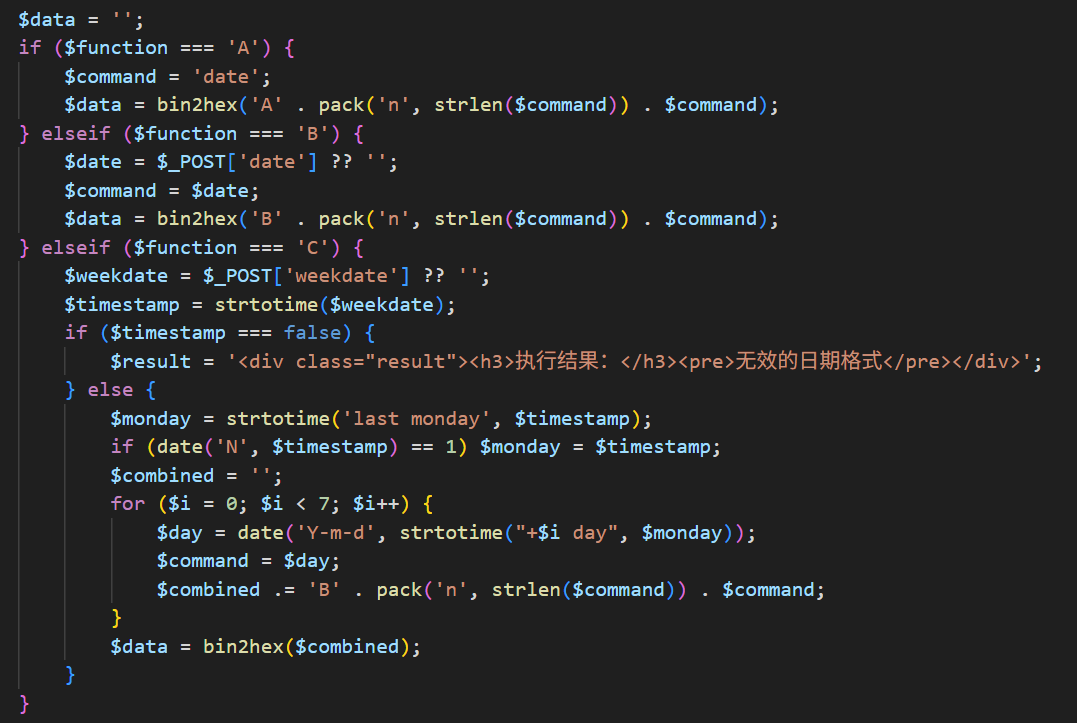 $data = '';
if ($function === 'A') {
    $command = 'date';
    $data = bin2hex('A' . pack('n', strlen($command)) . $command);
} elseif ($function === 'B') {
    $date = $_POST['date'] ?? '';
    $command = $date;
    $data = bin2hex('B' . pack('n', strlen($command)) . $command);
} elseif ($function === 'C') {
    $weekdate = $_POST['weekdate'] ?? '';
    $timestamp = strtotime($weekdate);
    if ($timestamp === false) {
        $result = '<div class="result"><h3>执行结果：</h3><pre>无效的日期格式</pre></div>';
    } else {
        $monday = strtotime('last monday', $timestamp);
        if (date('N', $timestamp) == 1) $monday = $timestamp;
        $combined = '';
        for ($i = 0; $i < 7; $i++) {
            $day = date('Y-m-d', strtotime("+$i day", $monday));
            $command = $day;
            $combined .= 'B' . pack('n', strlen($command)) . $command;
        }
        $data = bin2hex($combined);
    }
}